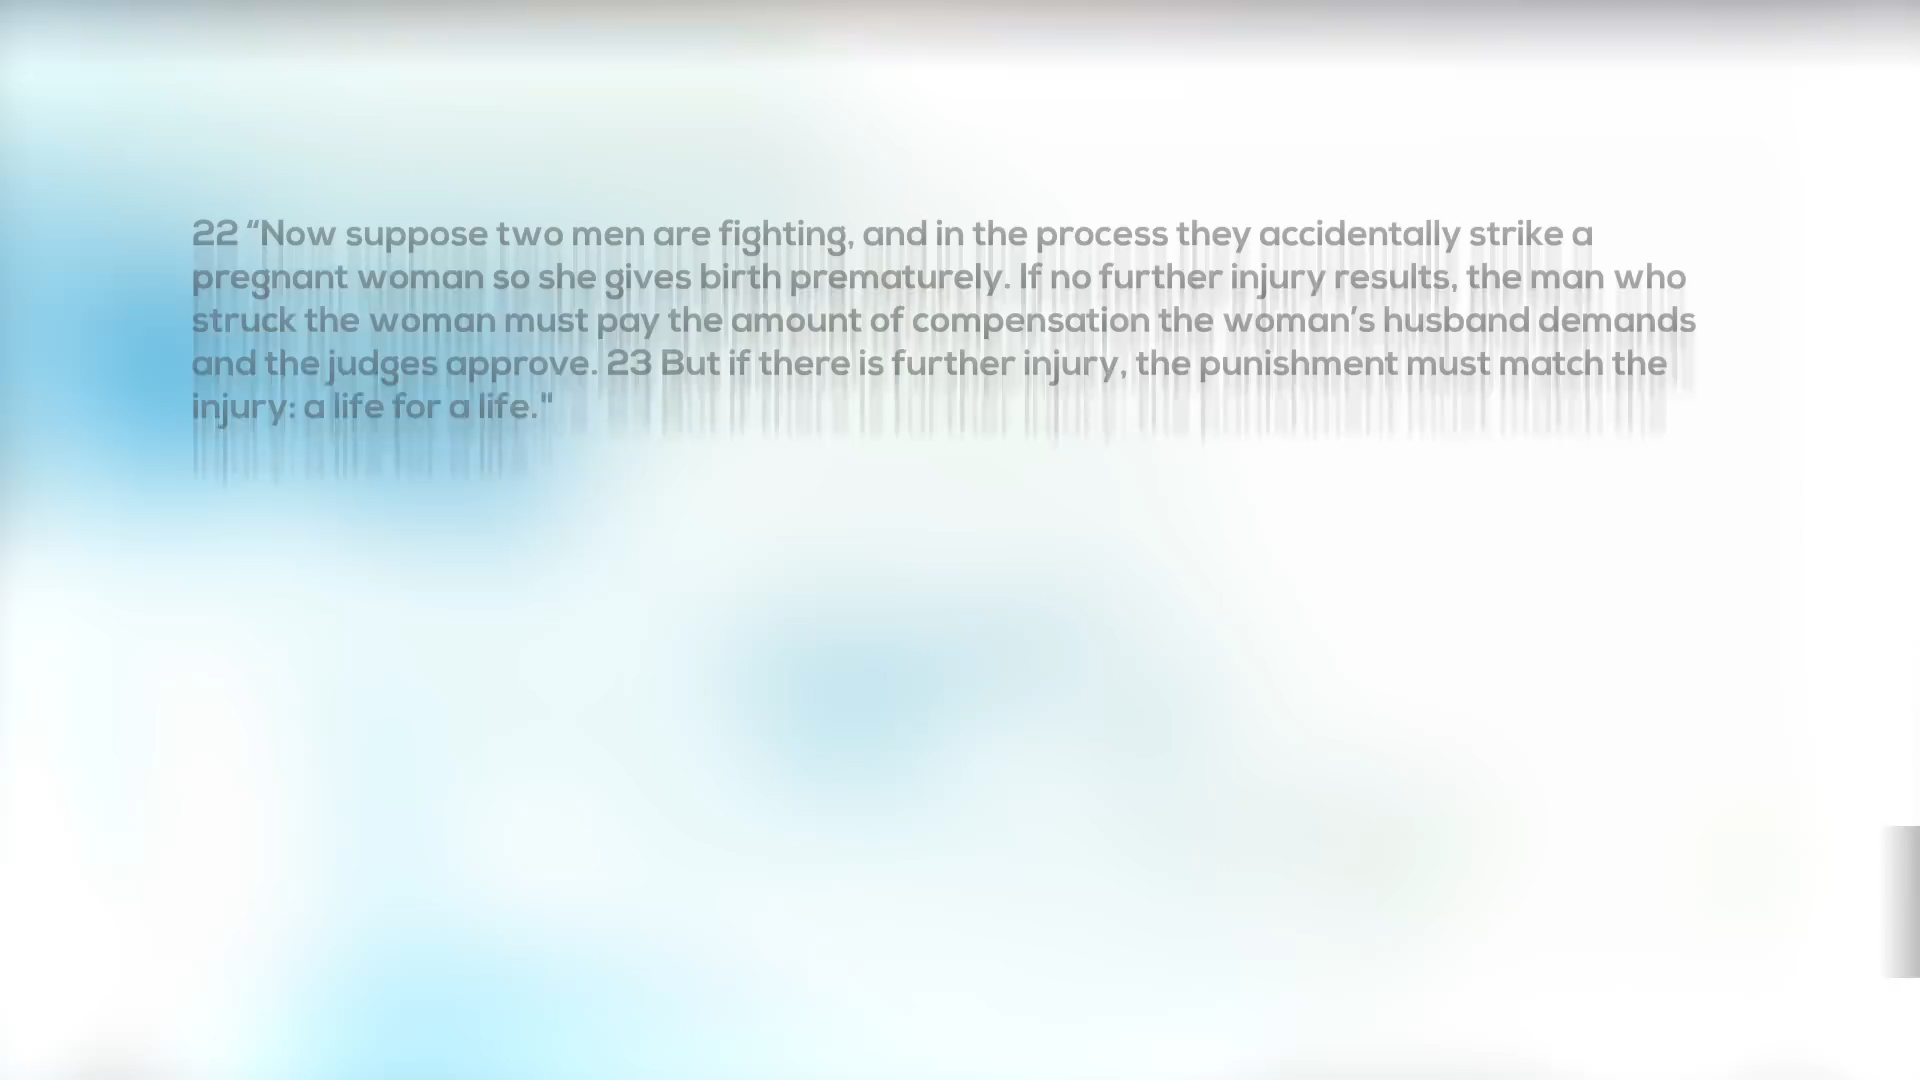 22 “Now suppose two men are fighting, and in the process they accidentally strike a
pregnant woman so she gives birth prematurely. If no further injury results, the man who
struck the woman must pay the amount of compensation the woman’s husband demands
and the judges approve. 23 But if there is further injury, the punishment must match the
injury: a life for a life."